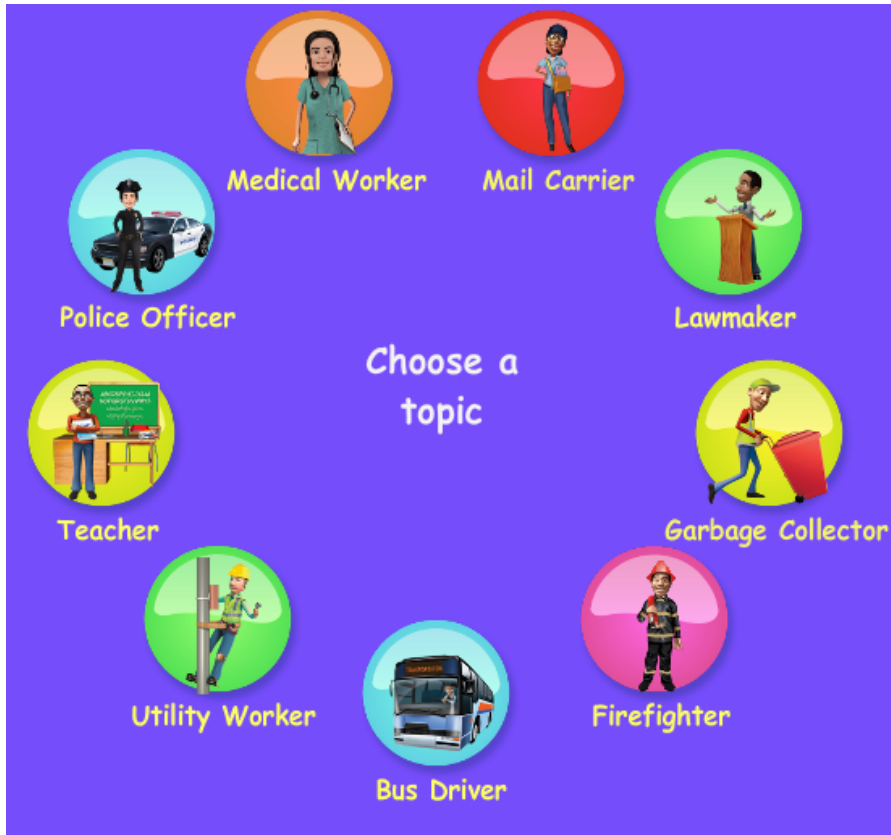 Medical Worker
Mail Carrier
Police Officer
Lawmaker
Choose a
topic
Teacher
Garbage Collector
Utility Worker
Firefighter
Bus Driver